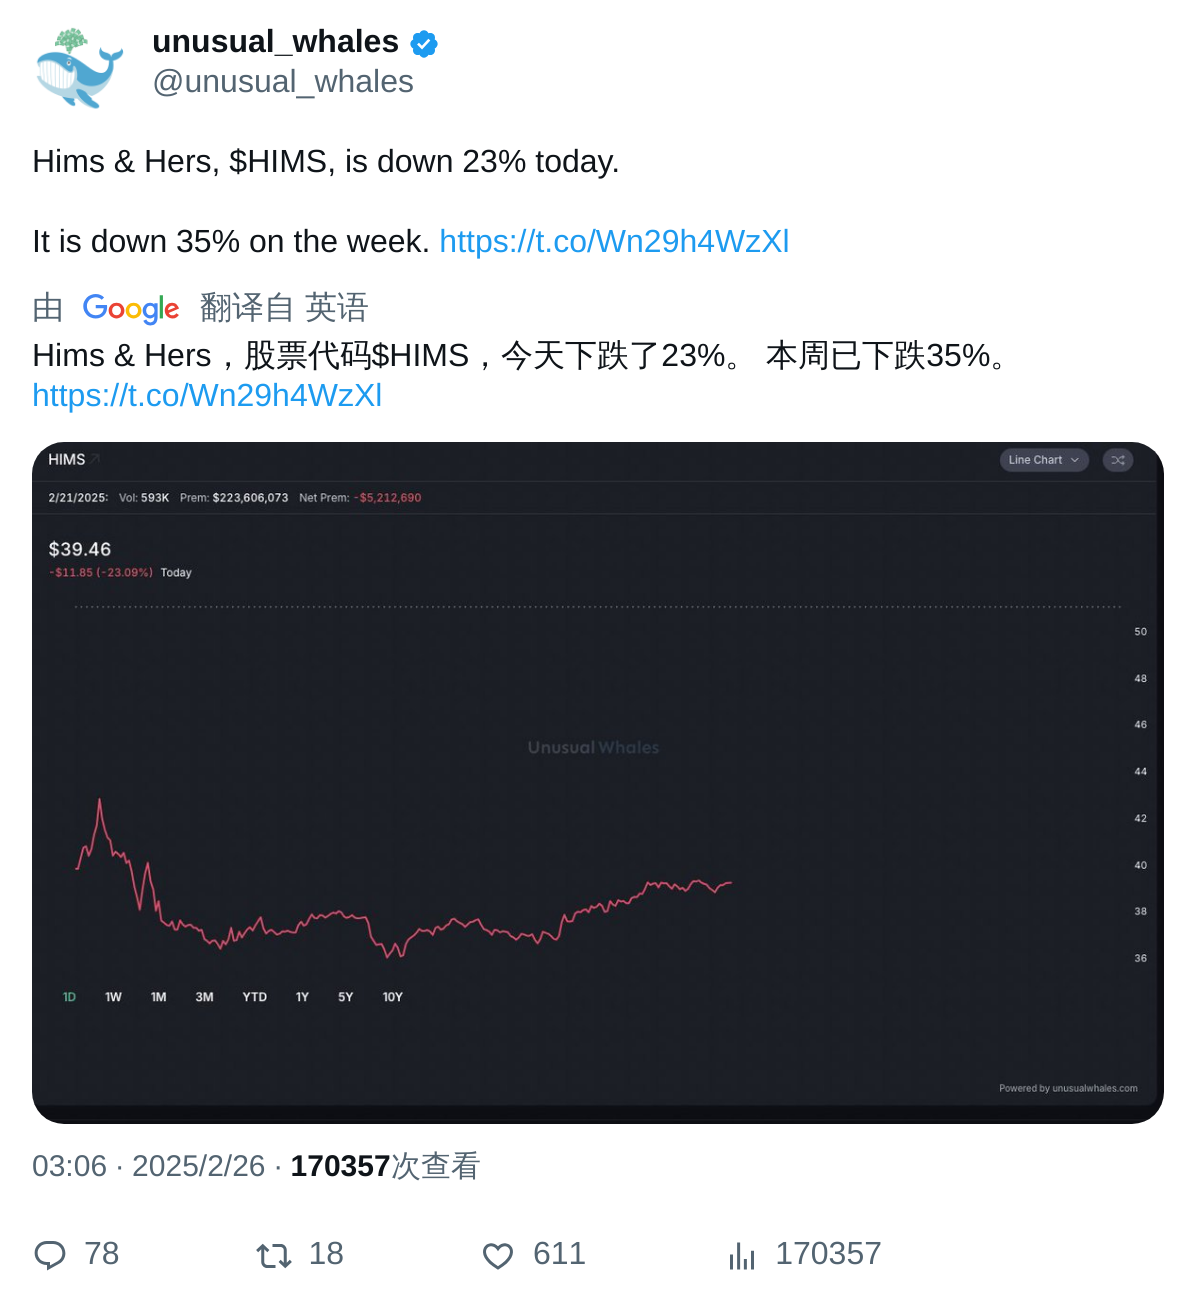 unusual_whales
@unusual_whales
Hims & Hers, $HIMS, is down 23% today.
It is down 35% on the week. https://t.co/Wn29h4WzXl
由 Google 翻译自 英语
Hims & Hers，股票代码$HIMS，今天下跌了23%。 本周已下跌35%。
https://t.co/Wn29h4WzXl
HIMS
Line Chart
2/21/2025: Vol: 593K Prem: $223,606,073 Net Prem: -$5,212,690
$39.46
-$11.85 (-23.09%) Today
50
48
46
Unusual Whales
44
42
40
38
36
1D 1W 1M 3M YTD 1Y 5Y 10Y
Powered by unusualwhales.com
03:06 · 2025/2/26 · 170357次查看
78 18 611 170357